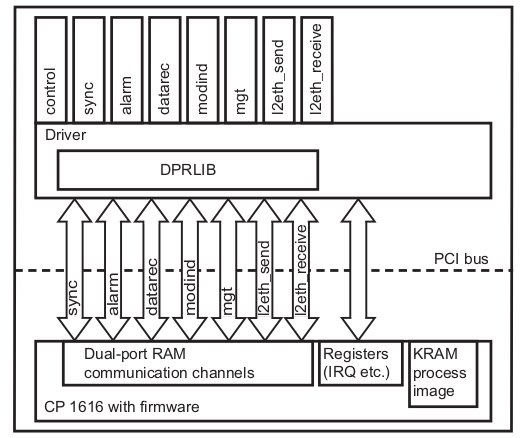 control
sync
alarm
datarec
modind
mgt
l2eth_send
l2eth_receive
Driver
DPRLIB
PCI bus
sync
alarm
datarec
modind
mgt
l2eth_send
l2eth_receive
Dual-port RAM
communication channels
Registers
(IRQ etc.)
KRAM
process
image
CP 1616 with firmware